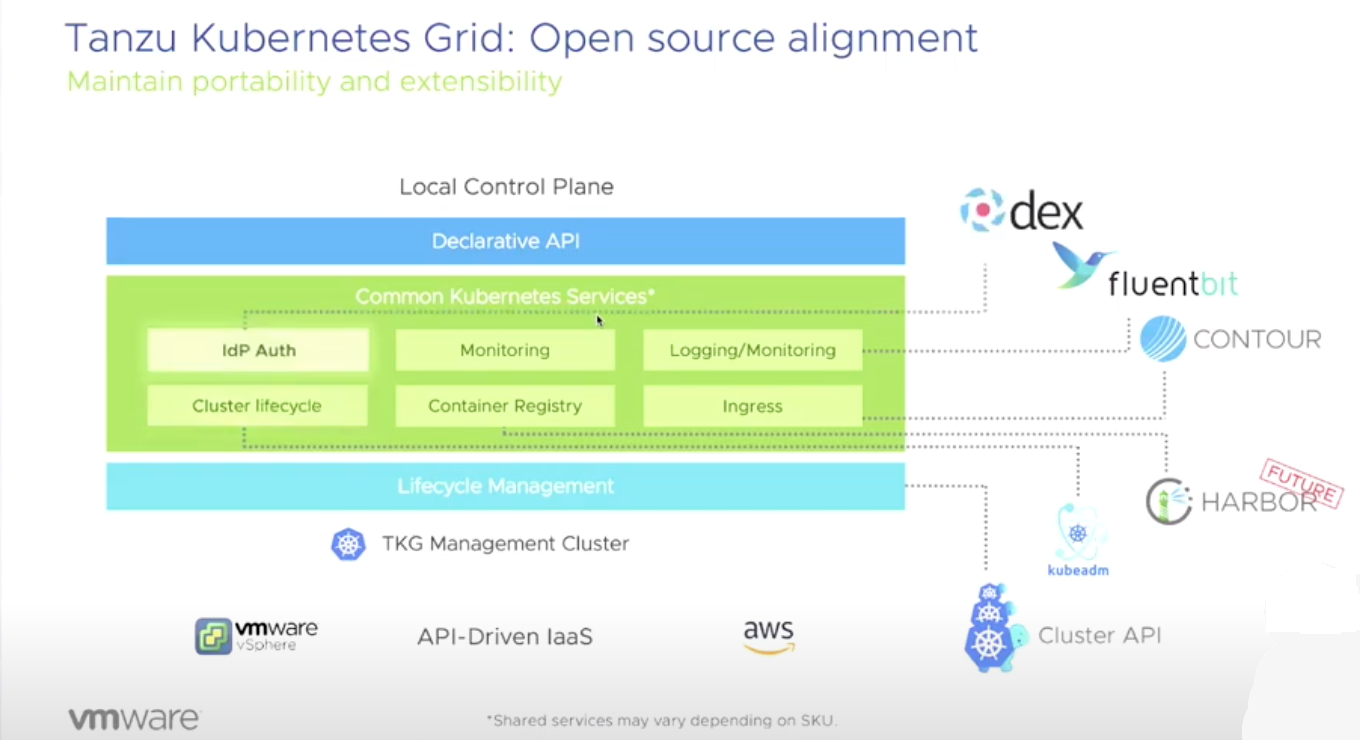 Tanzu Kubernetes Grid: Open source alignment
Maintain portability and extensibility
Local Control Plane
Declarative API
Common Kubernetes Services*
IdP Auth
Monitoring
Logging/Monitoring
Cluster lifecycle
Container Registry
Ingress
Lifecycle Management
TKG Management Cluster
dex
fluentbit
CONTOUR
FUTURE
HARBOR
kubeadm
Cluster API
vmware
vSphere
API-Driven IaaS
aws
vmware
*Shared services may vary depending on SKU.